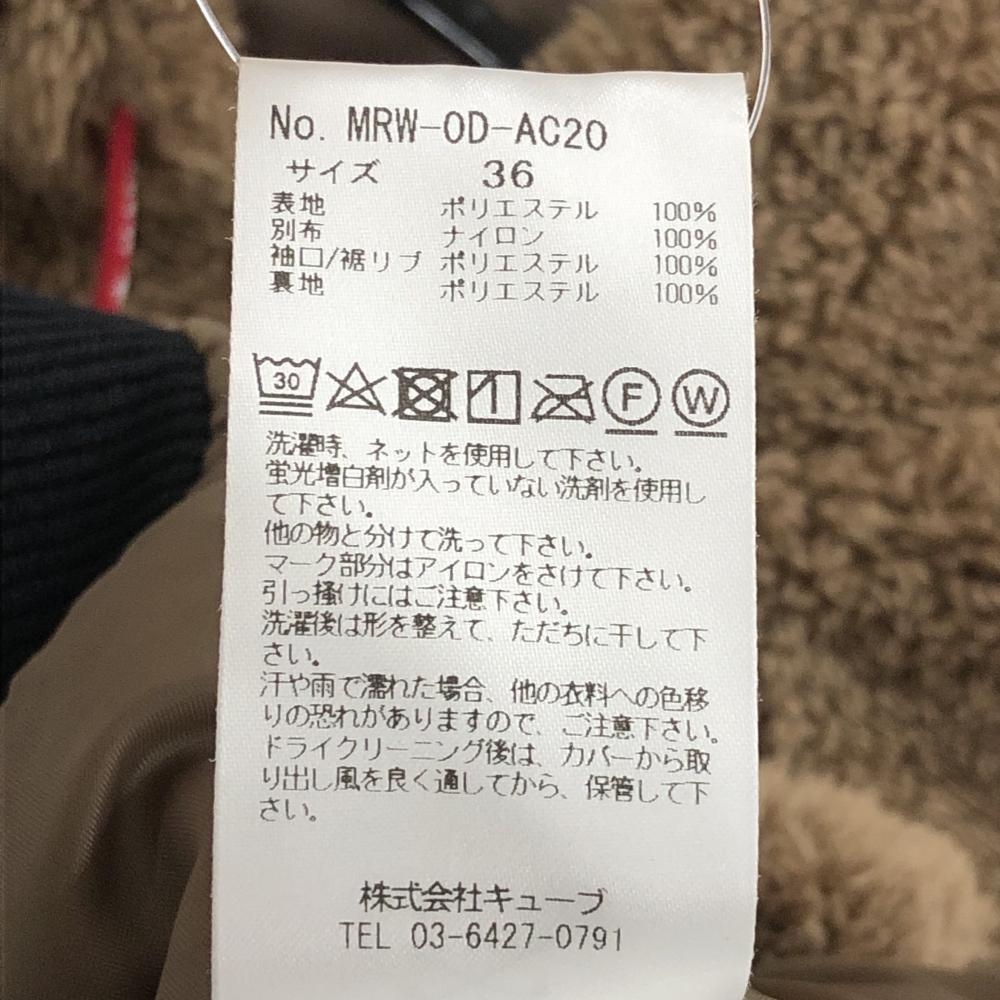 No. MRW-OD-AC20
サイズ 36
表地 ポリエステル 100%
別布 ナイロン 100%
袖口/裾リブ ポリエステル 100%
裏地 ポリエステル 100%
30 F W
洗濯時、ネットを使用して下さい。
蛍光増白剤が入っていない洗剤を使用し
て下さい。
他の物と分けて洗って下さい。
マーク部分はアイロンをさけて下さい。
引っ掻けにはご注意下さい。
洗濯後は形を整えて、ただちに干して下
さい。
汗や雨で濡れた場合、他の衣料への色移
りの恐れがありますので、ご注意下さい。
ドライクリーニング後は、カバーから取
り出し風を良く通してから、保管して下
さい。
株式会社キューブ
TEL 03-6427-0791